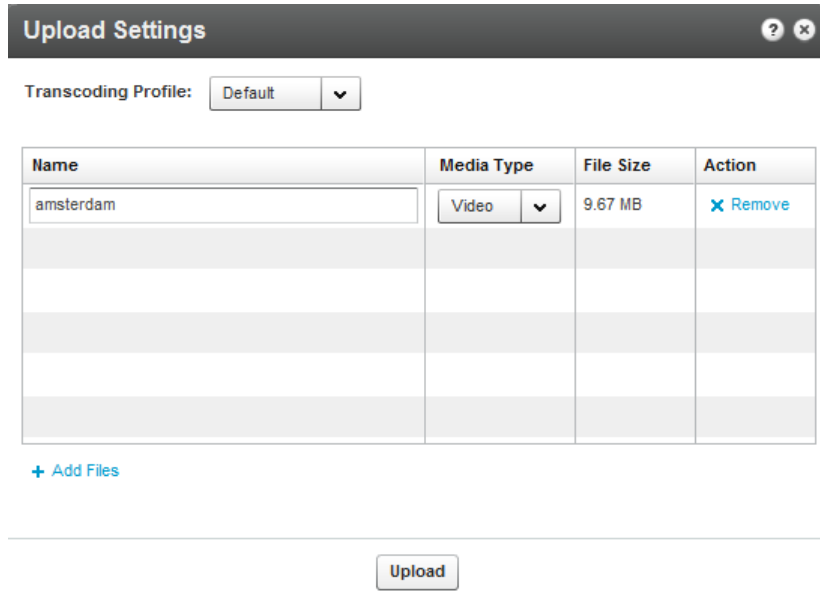 Upload Settings
Transcoding Profile: Default
Name Media Type File Size Action
amsterdam Video 9.67 MB Remove
+ Add Files
Upload